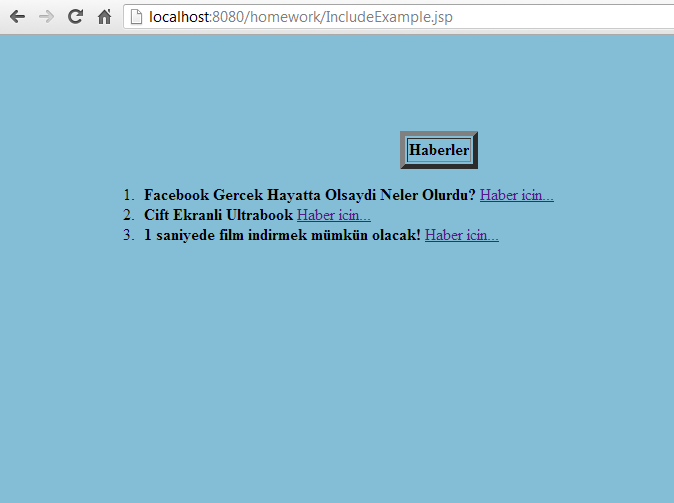 localhost:8080/homework/IncludeExample.jsp
Haberler
1. Facebook Gercek Hayatta Olsaydi Neler Olurdu? Haber icin...
2. Cift Ekranli Ultrabook Haber icin...
3. 1 saniyede film indirmek mümkün olacak! Haber icin...